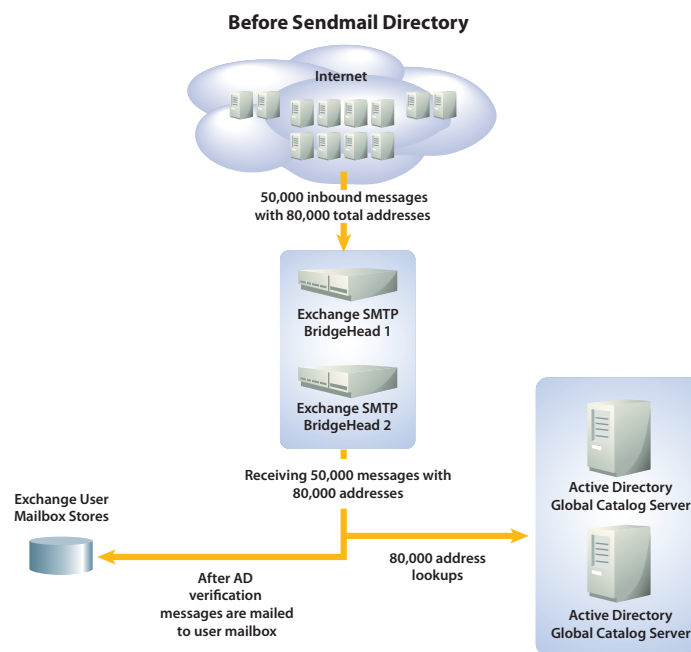 Before Sendmail Directory
Internet
50,000 inbound messages
with 80,000 total addresses
Exchange SMTP
BridgeHead 1
Exchange SMTP
BridgeHead 2
Receiving 50,000 messages with
80,000 addresses
Exchange User
Mailbox Stores
After AD
verification
messages are mailed
to user mailbox
80,000 address
lookups
Active Directory
Global Catalog Server
Active Directory
Global Catalog Server